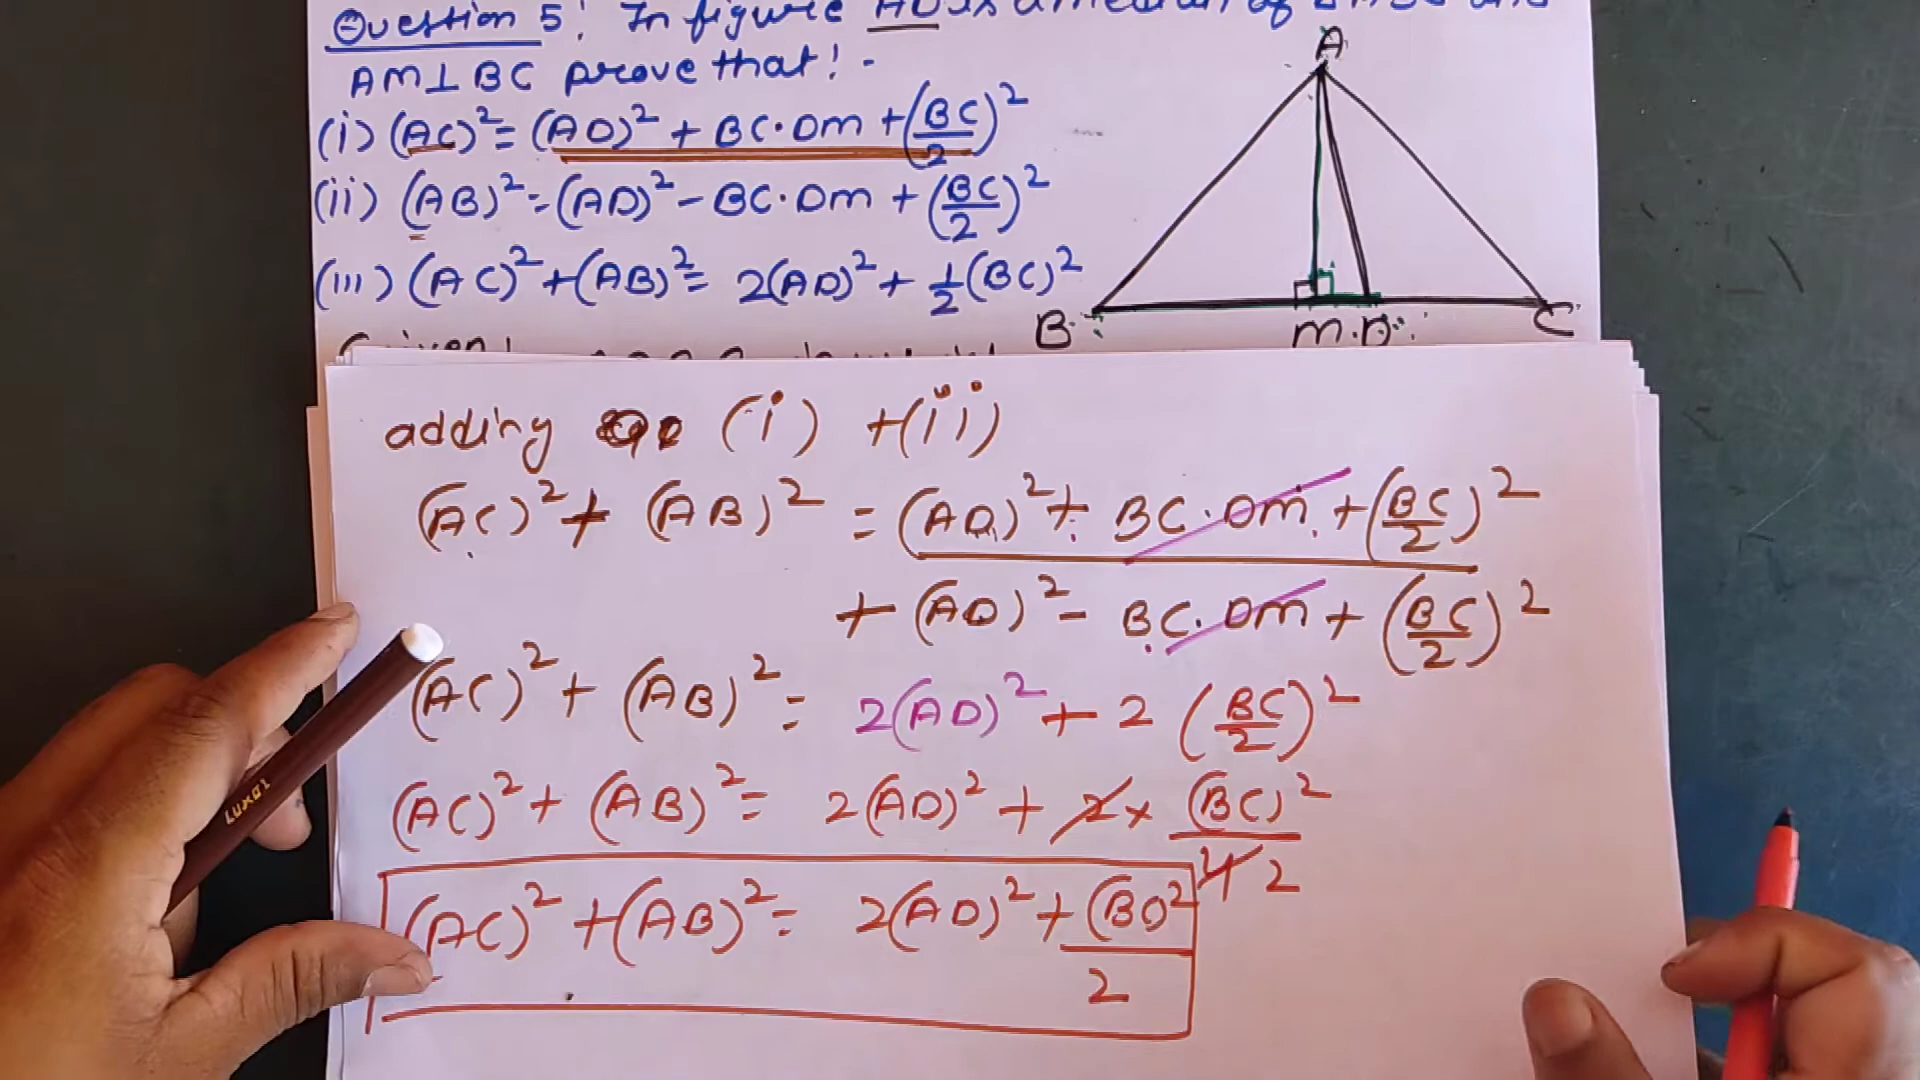 Question 5: In figure AD is a median of
AM⊥BC prove that! -
(i) (AC)² = (AD)² + BC·DM + (BC/2)²
(ii) (AB)² = (AD)² - BC·DM + (BC/2)²
(iii) (AC)² + (AB)² = 2(AD)² + 1/2 (BC)²
A
B M D C
adding (i) + (ii)
(AC)² + (AB)² = (AD)² + BC·DM + (BC/2)²
+ (AD)² - BC·DM + (BC/2)²
(AC)² + (AB)² = 2(AD)² + 2 (BC/2)²
(AC)² + (AB)² = 2(AD)² + 2 × (BC)²/4 2
(AC)² + (AB)² = 2(AD)² + (BC)²/2
LUXOR